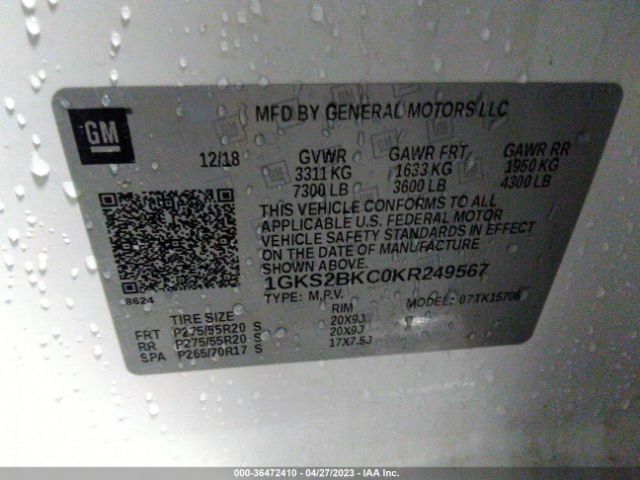 GM
MFD BY GENERAL MOTORS LLC
12/18 GVWR GAWR FRT GAWR RR
3311 KG 1633 KG 1950 KG
7300 LB 3600 LB 4300 LB
THIS VEHICLE CONFORMS TO ALL
APPLICABLE U.S. FEDERAL MOTOR
VEHICLE SAFETY STANDARDS IN EFFECT
ON THE DATE OF MANUFACTURE
SHOWN ABOVE.
1GKS2BKC0KR249567
8624
TYPE: M.P.V. MODEL: 07TK15706
TIRE SIZE RIM
FRT P275/55R20 S 20X9J
RR P275/55R20 S 20X9J
SPA P265/70R17 S 17X7.5J
000-36472410 - 04/27/2023 - IAA Inc.